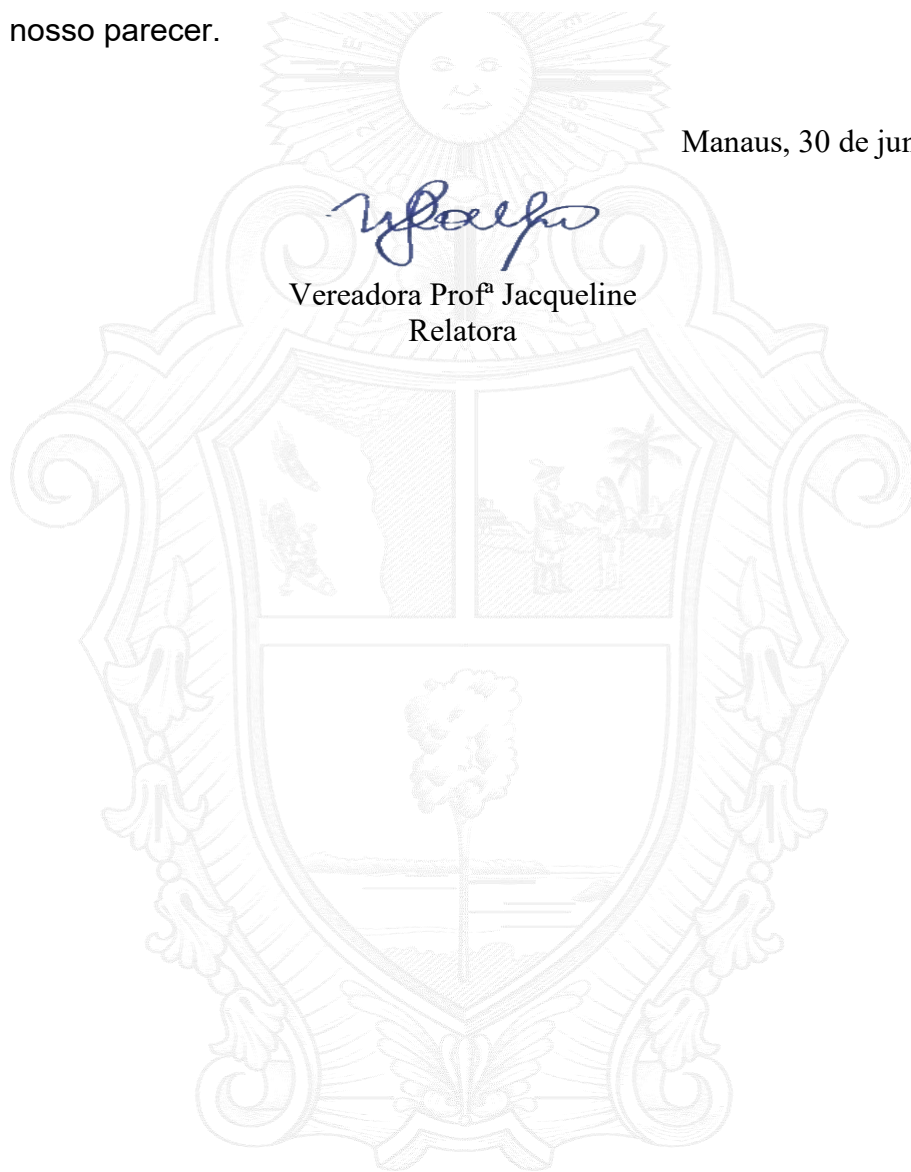 nosso parecer.
Manaus, 30 de jun
Vereadora Profª Jacqueline
Relatora